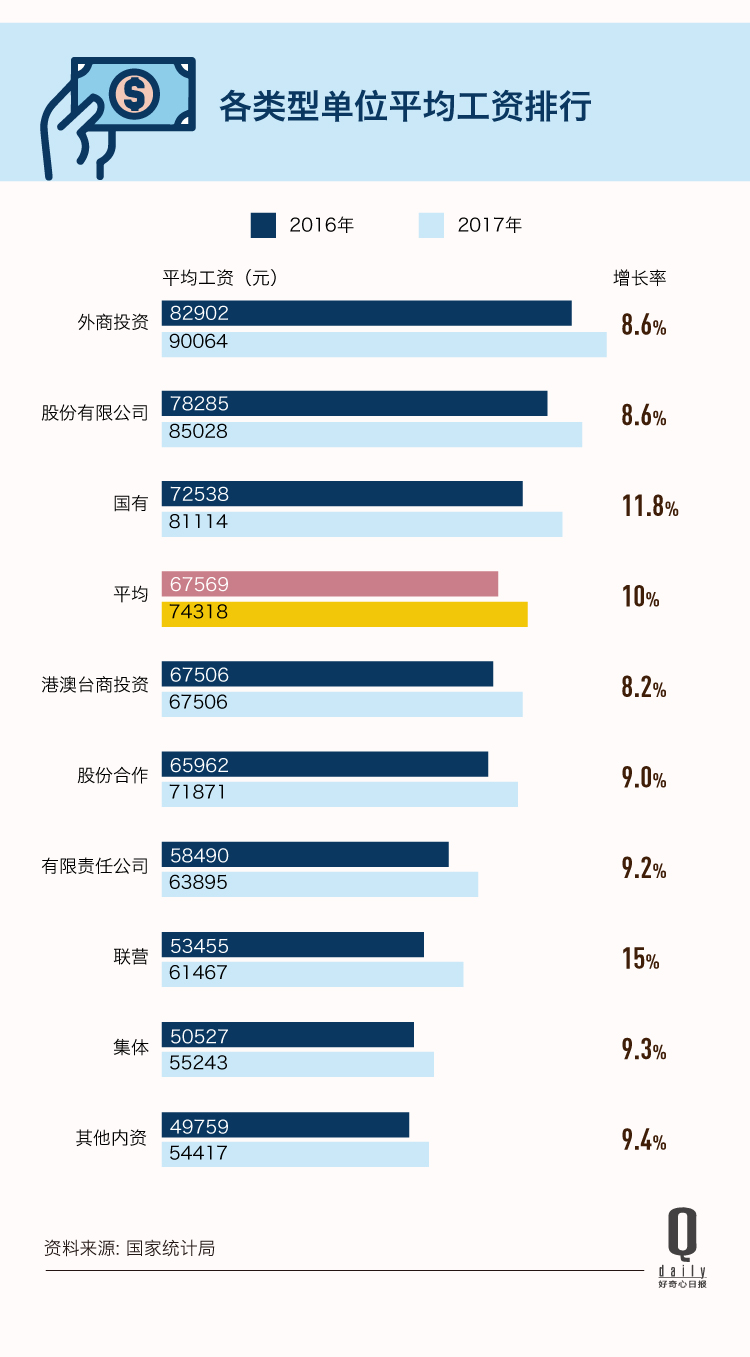 各类型单位平均工资排行
2016年 2017年
平均工资（元） 增长率
外商投资 82902 8.6%
90064
股份有限公司 78285 8.6%
85028
国有 72538 11.8%
81114
平均 67569 10%
74318
港澳台商投资 67506 8.2%
67506
股份合作 65962 9.0%
71871
有限责任公司 58490 9.2%
63895
联营 53455 15%
61467
集体 50527 9.3%
55243
其他内资 49759 9.4%
54417
资料来源: 国家统计局
Q
daily
好奇心日报